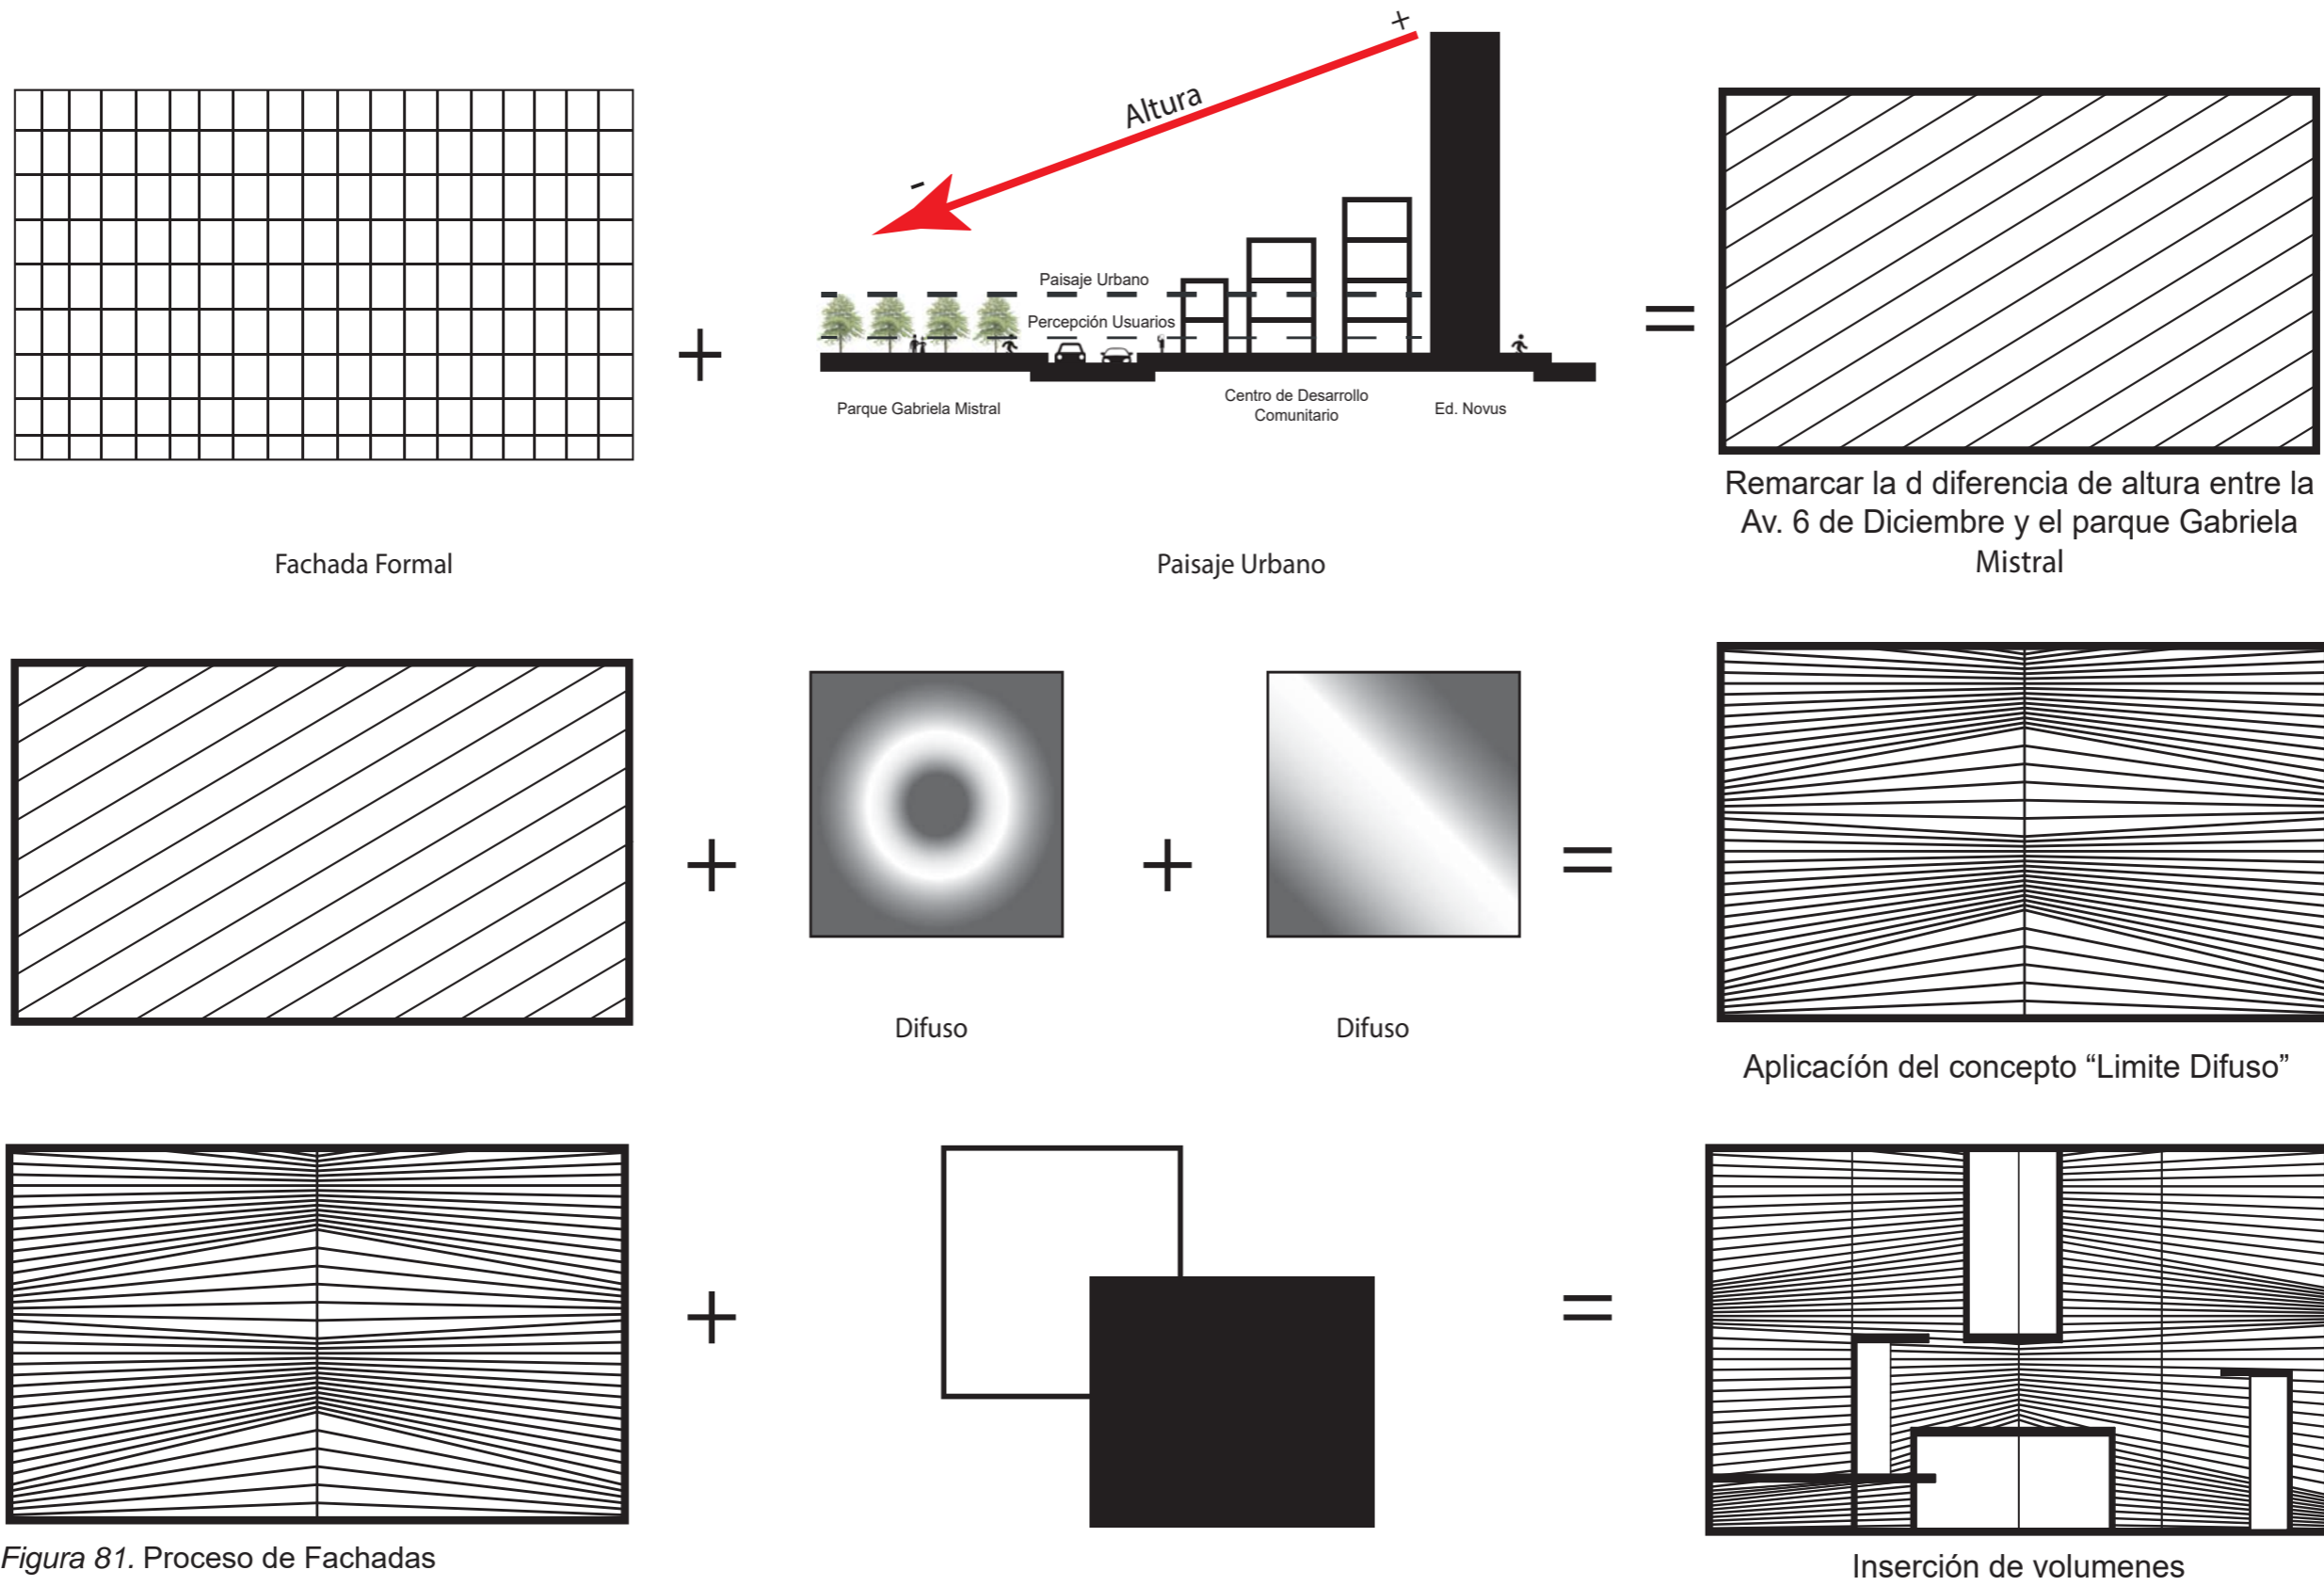 +
Altura
-
Paisaje Urbano
Percepción Usuarios
+
=
Parque Gabriela Mistral
Centro de Desarrollo
Comunitario
Ed. Novus
Remarcar la d diferencia de altura entre la
Av. 6 de Diciembre y el parque Gabriela
Mistral
Fachada Formal
Paisaje Urbano
+
+
=
Difuso
Difuso
Aplicacíón del concepto “Limite Difuso”
+
=
Figura 81. Proceso de Fachadas
Inserción de volumenes